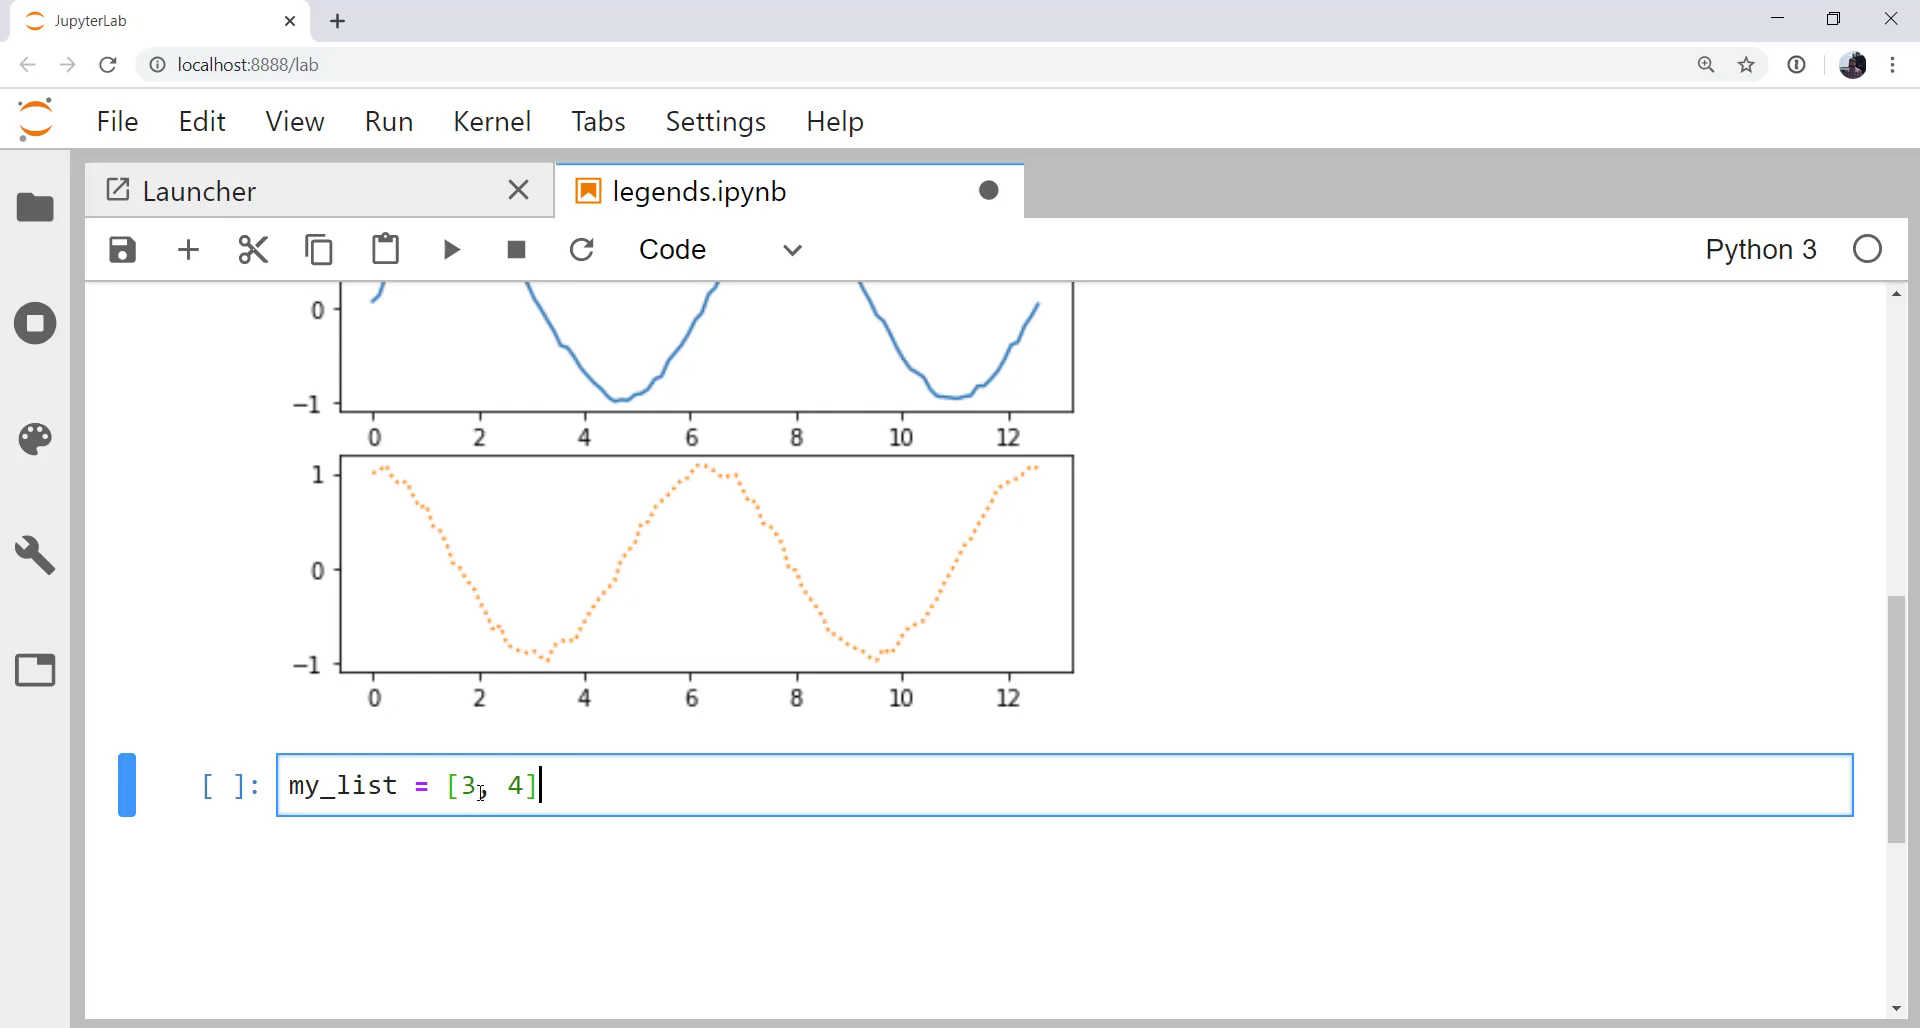 JupyterLab
localhost:8888/lab
File Edit View Run Kernel Tabs Settings Help
Launcher legends.ipynb
Code Python 3
0
−1
0 2 4 6 8 10 12
1
0
−1
0 2 4 6 8 10 12
[ ]: my_list = [3, 4]